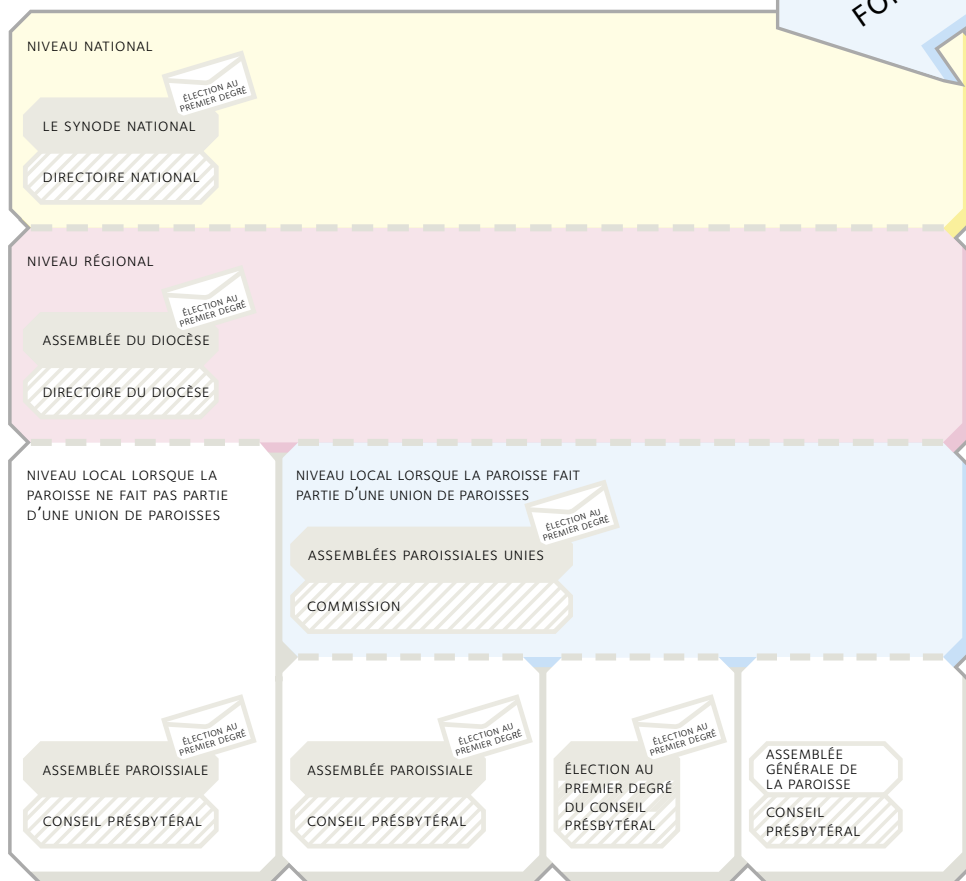 NIVEAU NATIONAL
ÉLECTION AU
PREMIER DEGRÉ
LE SYNODE NATIONAL
DIRECTOIRE NATIONAL
NIVEAU RÉGIONAL
ÉLECTION AU
PREMIER DEGRÉ
ASSEMBLÉE DU DIOCÈSE
DIRECTOIRE DU DIOCÈSE
NIVEAU LOCAL LORSQUE LA
PAROISSE NE FAIT PAS PARTIE
D'UNE UNION DE PAROISSES
ÉLECTION AU
PREMIER DEGRÉ
ASSEMBLÉE PAROISSIALE
CONSEIL PRÉSBYTÉRAL
NIVEAU LOCAL LORSQUE LA PAROISSE FAIT
PARTIE D'UNE UNION DE PAROISSES
ÉLECTION AU
PREMIER DEGRÉ
ASSEMBLÉES PAROISSIALES UNIES
COMMISSION
ÉLECTION AU
PREMIER DEGRÉ
ASSEMBLÉE PAROISSIALE
CONSEIL PRÉSBYTÉRAL
ÉLECTION AU
PREMIER DEGRÉ
ÉLECTION AU
PREMIER DEGRÉ
DU CONSEIL
PRÉSBYTÉRAL
ASSEMBLÉE
GÉNÉRALE DE
LA PAROISSE
CONSEIL
PRÉSBYTÉRAL